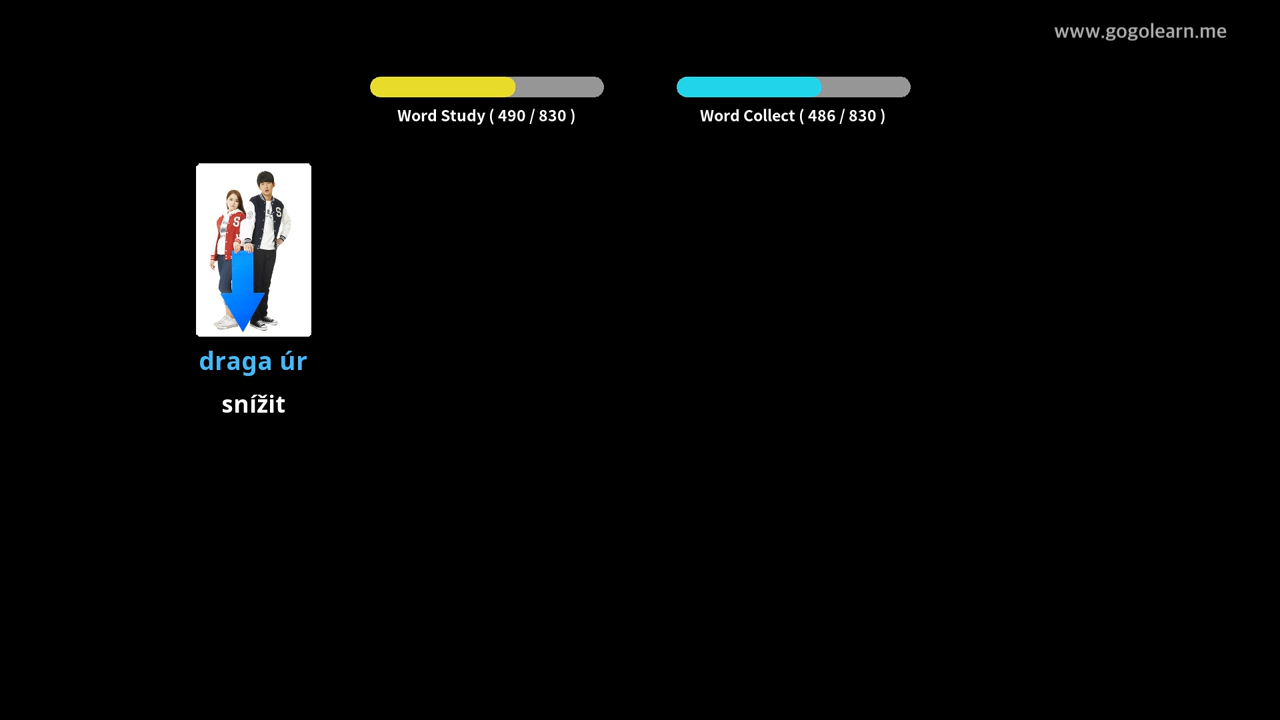 www.gogolearn.me
Word Study ( 490 / 830 )
Word Collect ( 486 / 830 )
S
S
draga úr
snížit